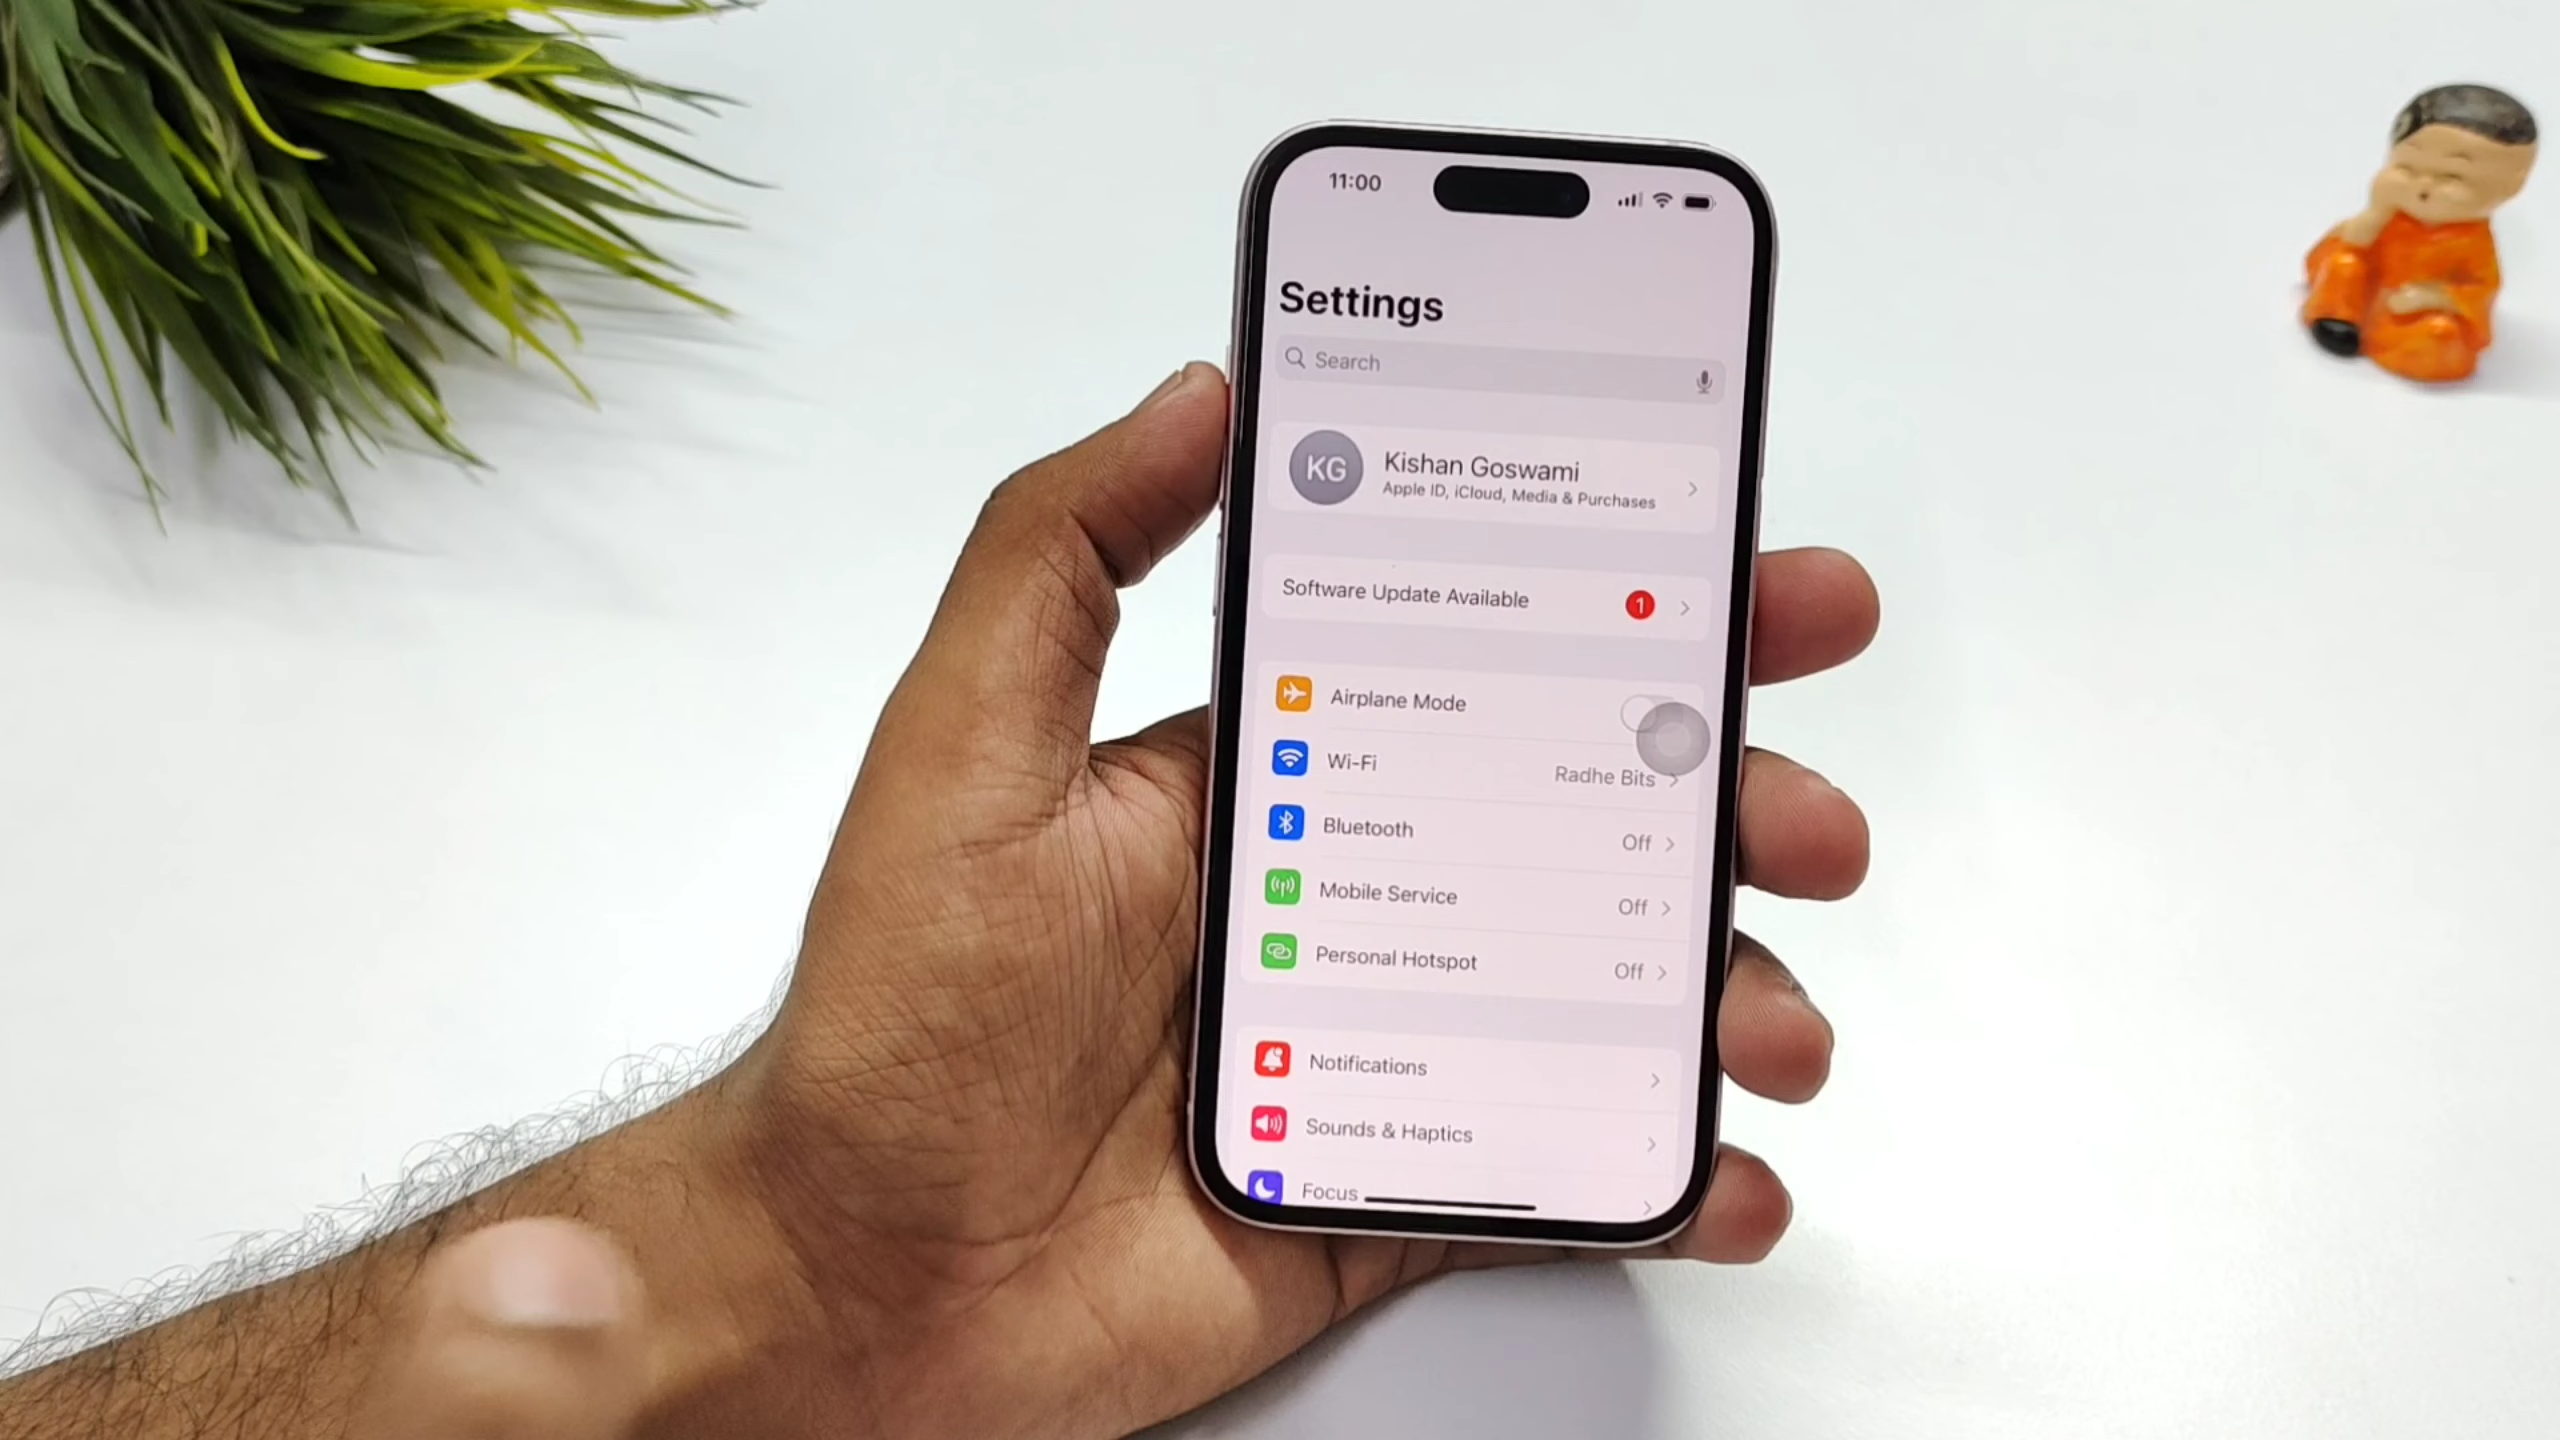 11:00
Settings
Search
KG
Kishan Goswami
Apple ID, iCloud, Media & Purchases
Software Update Available 1
Airplane Mode
Wi-Fi Radhe Bits
Bluetooth Off
Mobile Service Off
Personal Hotspot Off
Notifications
Sounds & Haptics
Focus